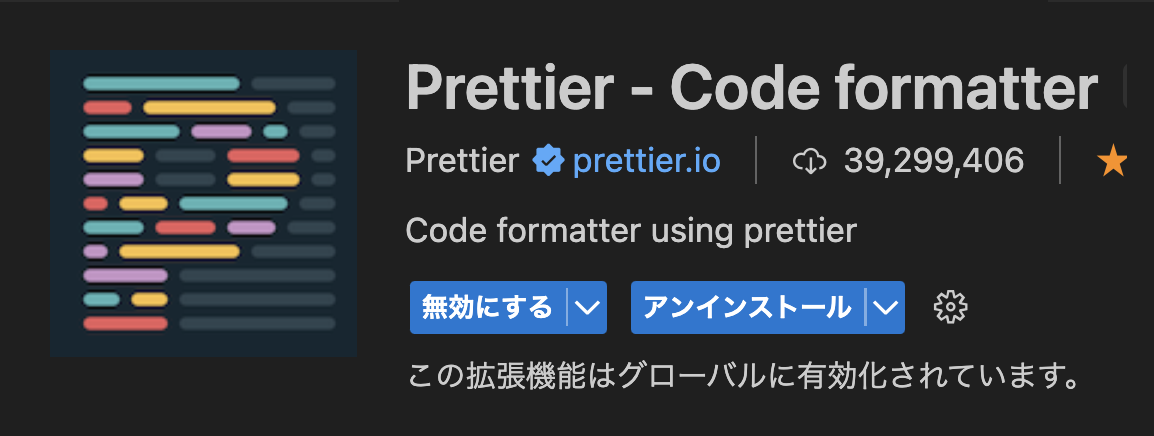 Prettier - Code formatter
Prettier prettier.io 39,299,406
Code formatter using prettier
無効にする アンインストール
この拡張機能はグローバルに有効化されています。